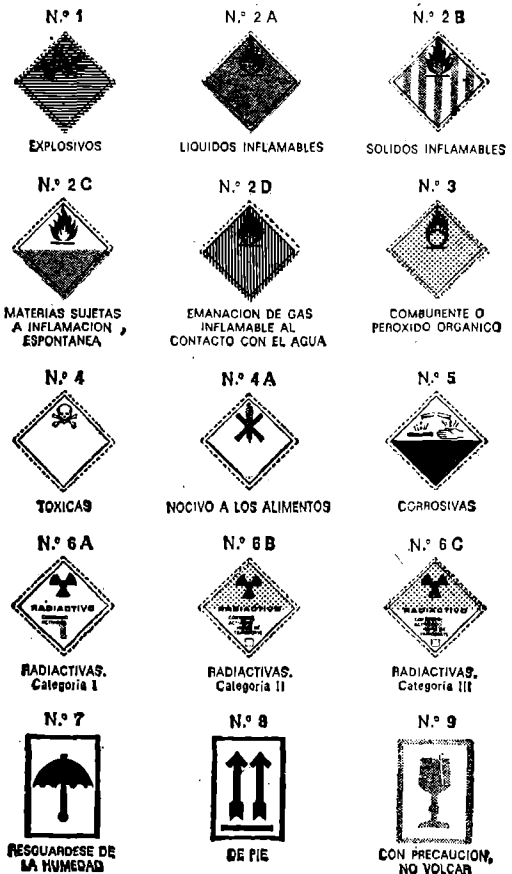 N.º 1
N.º 2 A
N.º 2 B
EXPLOSIVOS
LIQUIDOS INFLAMABLES
SOLIDOS INFLAMABLES
N.º 2 C
N.º 2 D
N.º 3
MATERIAS SUJETAS
A INFLAMACION ,
ESPONTANEA
EMANACION DE GAS
INFLAMABLE AL
CONTACTO CON EL AGUA
COMBURENTE O
PEROXIDO ORGANICO
N.º 4
N.º 4 A
N.º 5
TOXICAS
NOCIVO A LOS ALIMENTOS
CORROSIVAS
N.º 6 A
N.º 6 B
N.º 6 C
RADIACTIVO
RADIACTIVO
RADIACTIVO
RADIACTIVAS.
Categoría I
RADIACTIVAS.
Categoría II
RADIACTIVAS.
Categoría III
N.º 7
N.º 8
N.º 9
RESGUARDESE DE
LA HUMEDAD
DE PIE
CON PRECAUCION,
NO VOLCAR